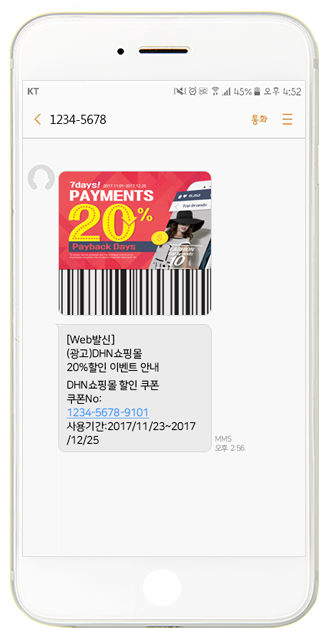 KT 45% 오후 4:52
1234-5678 통화
7days! 2017.11.01~2017.12.25
PAYMENTS
20%
Payback Days
FASHION
[Web발신]
(광고)DHN쇼핑몰
20%할인 이벤트 안내
DHN쇼핑몰 할인 쿠폰
쿠폰No:
1234-5678-9101
사용기간:2017/11/23~2017
/12/25
MMS
오후 2:56